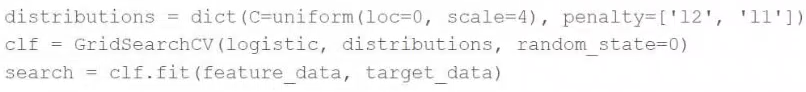 distributions = dict(C=uniform(loc=0, scale=4), penalty=['l2', 'l1'])
clf = GridSearchCV(logistic, distributions, random_state=0)
search = clf.fit(feature_data, target_data)